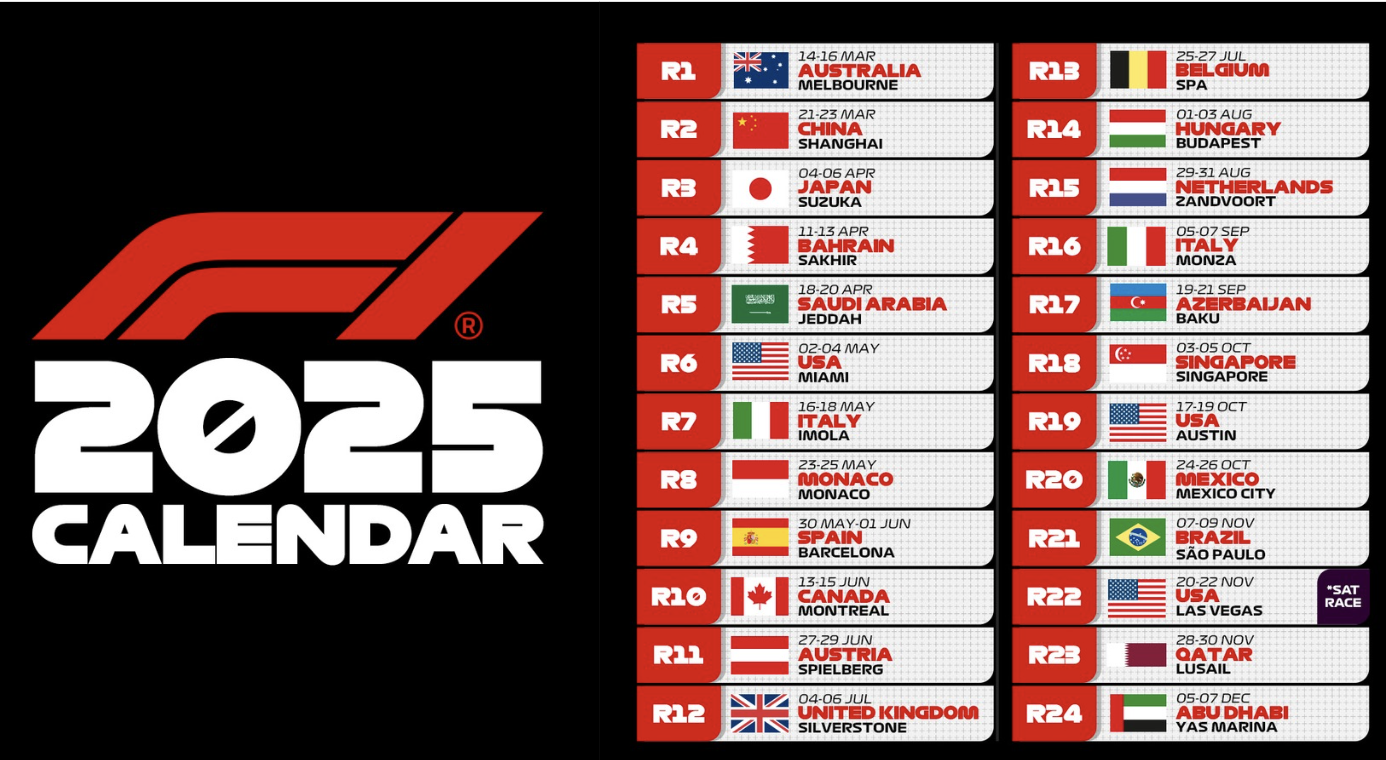 F1®
2025
CALENDAR
R1
14-16 MAR
AUSTRALIA
MELBOURNE
R2
21-23 MAR
CHINA
SHANGHAI
R3
04-06 APR
JAPAN
SUZUKA
R4
11-13 APR
BAHRAIN
SAKHIR
R5
18-20 APR
SAUDI ARABIA
JEDDAH
R6
02-04 MAY
USA
MIAMI
R7
16-18 MAY
ITALY
IMOLA
R8
23-25 MAY
MONACO
MONACO
R9
30 MAY-01 JUN
SPAIN
BARCELONA
R10
13-15 JUN
CANADA
MONTREAL
R11
27-29 JUN
AUSTRIA
SPIELBERG
R12
04-06 JUL
UNITED KINGDOM
SILVERSTONE
R13
25-27 JUL
BELGIUM
SPA
R14
01-03 AUG
HUNGARY
BUDAPEST
R15
29-31 AUG
NETHERLANDS
ZANDVOORT
R16
05-07 SEP
ITALY
MONZA
R17
19-21 SEP
AZERBAIJAN
BAKU
R18
03-05 OCT
SINGAPORE
SINGAPORE
R19
17-19 OCT
USA
AUSTIN
R20
24-26 OCT
MEXICO
MEXICO CITY
R21
07-09 NOV
BRAZIL
SÃO PAULO
R22
20-22 NOV
USA
LAS VEGAS
*SAT
RACE
R23
28-30 NOV
QATAR
LUSAIL
R24
05-07 DEC
ABU DHABI
YAS MARINA